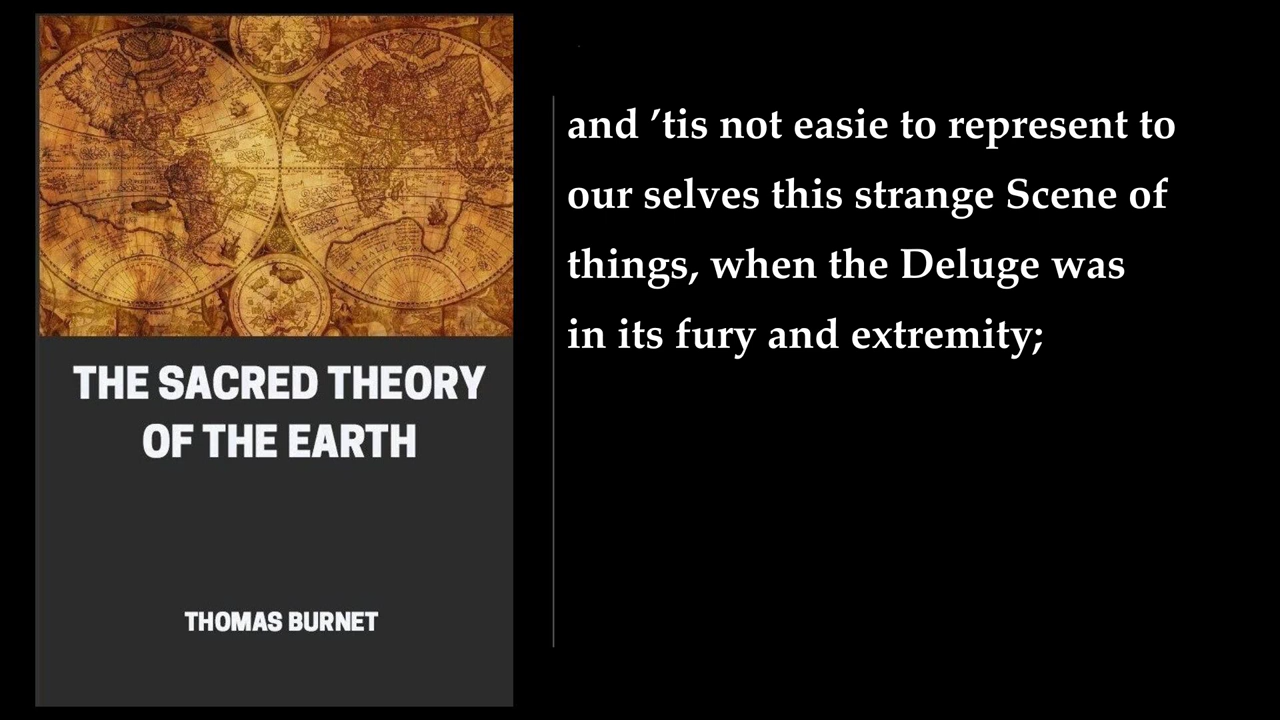 THE SACRED THEORY
OF THE EARTH
THOMAS BURNET
and ’tis not easie to represent to
our selves this strange Scene of
things, when the Deluge was
in its fury and extremity;